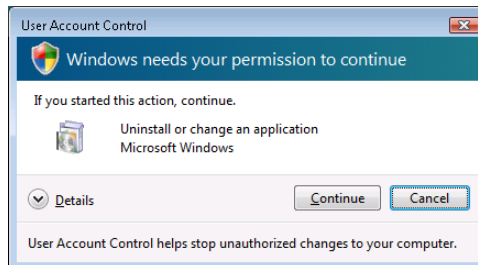 User Account Control
Windows needs your permission to continue
If you started this action, continue.
Uninstall or change an application
Microsoft Windows
Details
Continue
Cancel
User Account Control helps stop unauthorized changes to your computer.